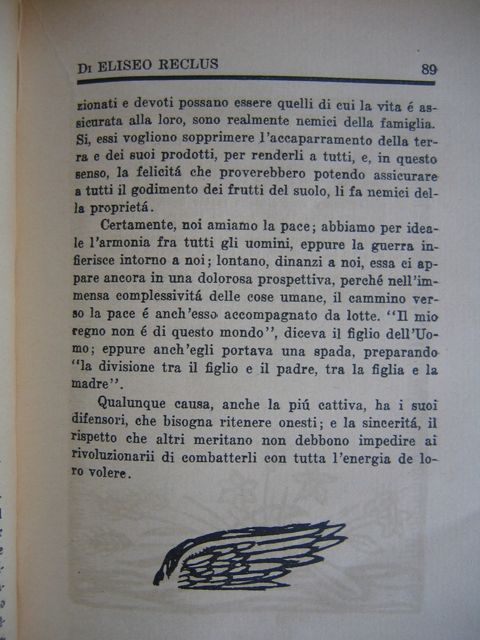 DI ELISEO RECLUS 89
zionati e devoti possano essere quelli di cui la vita é as-
sicurata alla loro, sono realmente nemici della famiglia.
Si, essi vogliono sopprimere l'accaparramento della ter-
ra e dei suoi prodotti, per renderli a tutti, e, in questo
senso, la felicitá che proverebbero potendo assicurare
a tutti il godimento dei frutti del suolo, li fa nemici del-
la proprietá.
Certamente, noi amiamo la pace; abbiamo per idea-
le l'armonia fra tutti gli uomini, eppure la guerra in-
fierisce intorno a noi; lontano, dinanzi a noi, essa ci ap-
pare ancora in una dolorosa prospettiva, perché nell'im-
mensa complessivitá delle cose umane, il cammino ver-
so la pace é anch'esso accompagnato da lotte. "Il mio
regno non é di questo mondo", diceva il figlio dell'Uo-
mo; eppure anch'egli portava una spada, preparando
"la divisione tra il figlio e il padre, tra la figlia e la
madre".
Qualunque causa, anche la piú cattiva, ha i suoi
difensori, che bisogna ritenere onesti; e la sinceritá, il
rispetto che altri meritano non debbono impedire ai
rivoluzionarii di combatterli con tutta l'energia de lo-
ro volere.